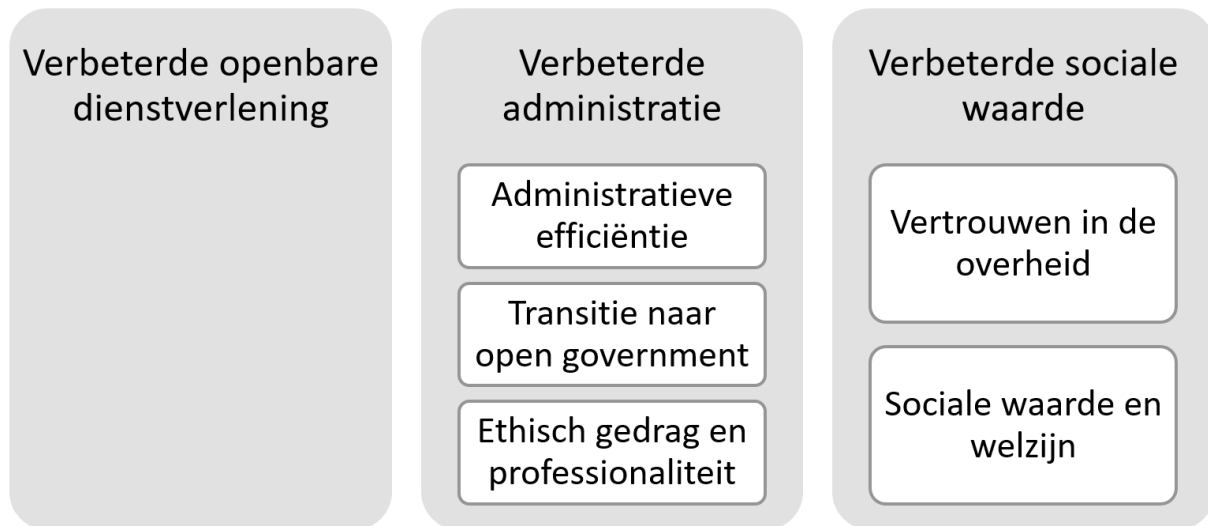 Verbeterde openbare
dienstverlening
Verbeterde
administratie
Administratieve
efficiëntie
Transitie naar
open government
Ethisch gedrag en
professionaliteit
Verbeterde sociale
waarde
Vertrouwen in de
overheid
Sociale waarde en
welzijn